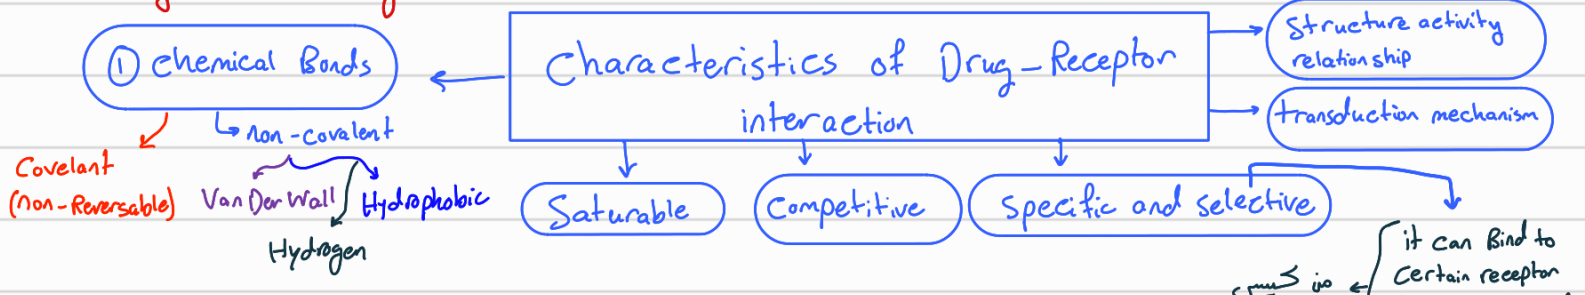 ① Chemical Bonds
Characteristics of Drug-Receptor
interaction
Structure activity
relationship
transduction mechanism
non-covalent
Covelant
(non-Reversable)
Van Der Wall
Hydrophobic
Hydrogen
Saturable
Competitive
Specific and selective
it can Bind to
Certain receptor